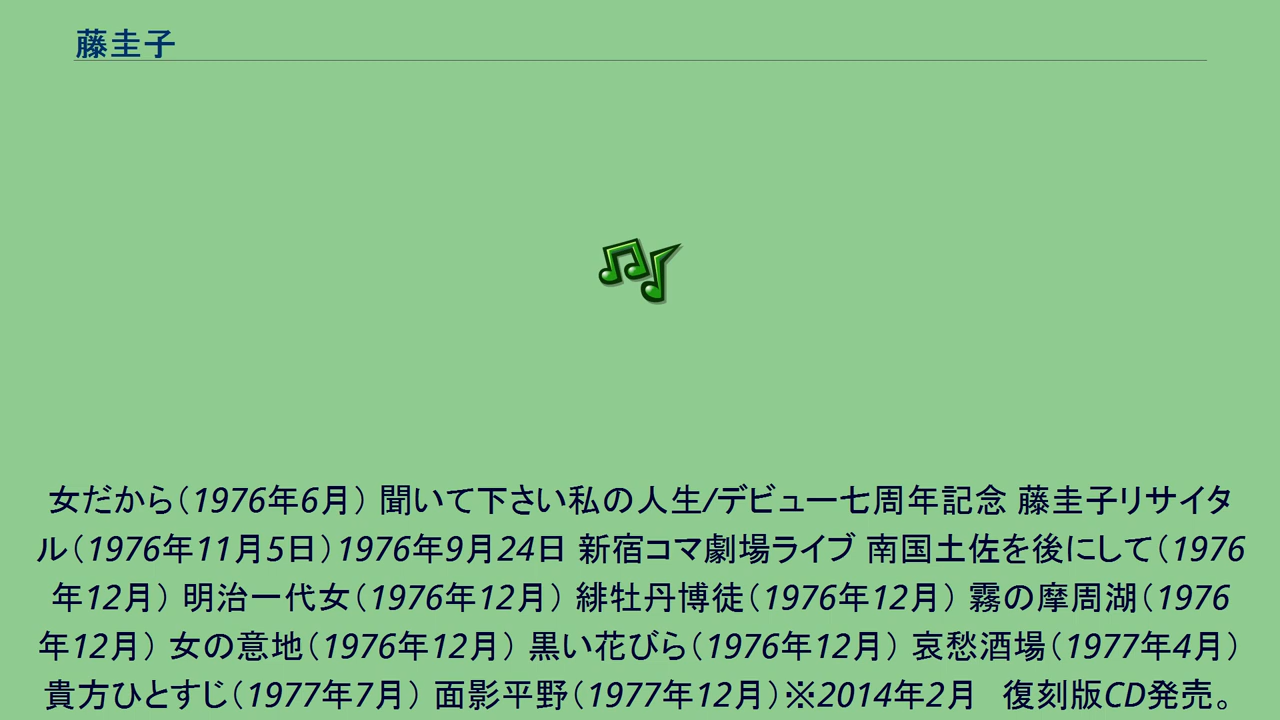 藤圭子
女だから（1976年6月） 聞いて下さい私の人生/デビュー七周年記念 藤圭子リサイタ
ル（1976年11月5日）1976年9月24日 新宿コマ劇場ライブ 南国土佐を後にして（1976
年12月） 明治一代女（1976年12月） 緋牡丹博徒（1976年12月） 霧の摩周湖（1976
年12月） 女の意地（1976年12月） 黒い花びら（1976年12月） 哀愁酒場（1977年4月）
貴方ひとすじ（1977年7月） 面影平野（1977年12月）※2014年2月　復刻版CD発売。